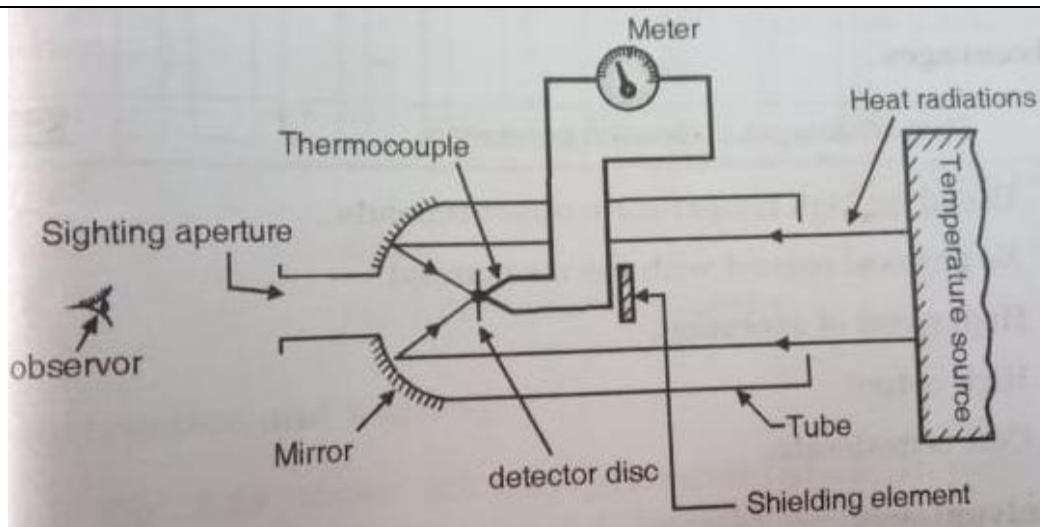 Meter
Heat radiations
Thermocouple
Temperature source
Sighting aperture
observor
Mirror
detector disc
Tube
Shielding element